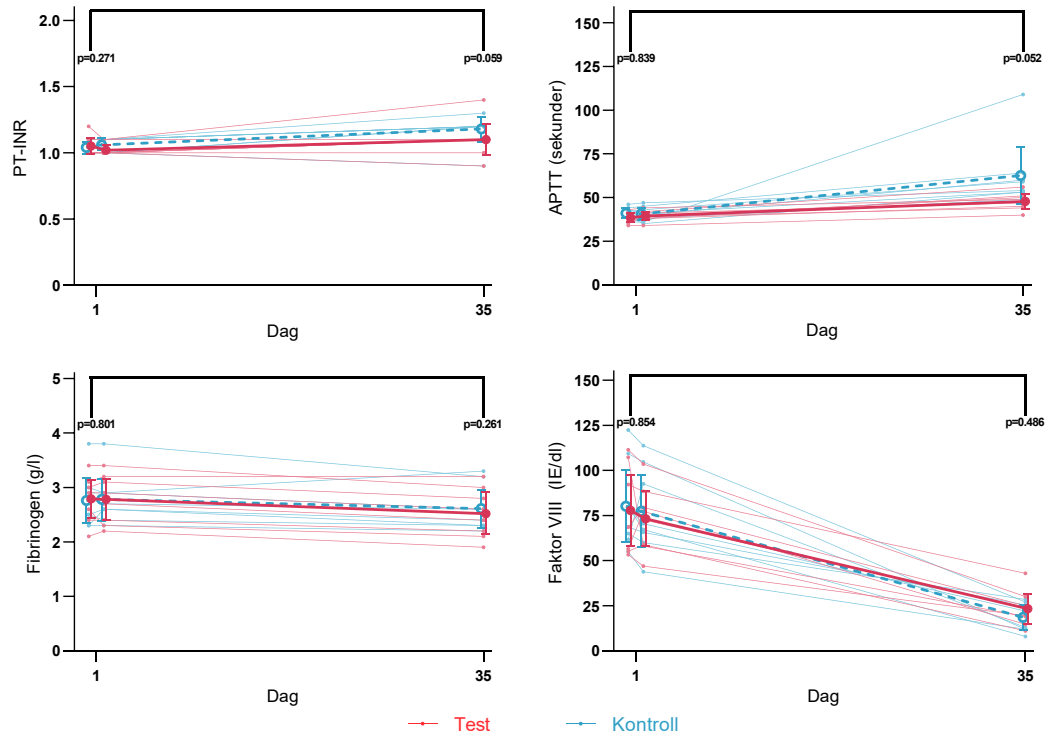 2.0
1.5
1.0
0.5
0
PT-INR
p=0.271
p=0.059
1
35
Dag
150
125
100
75
50
25
0
APTT (sekunder)
p=0.839
p=0.052
1
35
Dag
5
4
3
2
1
0
Fibrinogen (g/l)
p=0.801
p=0.261
1
35
Dag
150
125
100
75
50
25
0
Faktor VIII (IE/dl)
p=0.854
p=0.486
1
35
Dag
Test
Kontroll